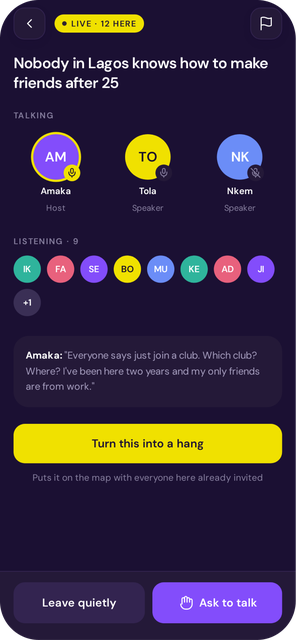 LIVE · 12 HERE
Nobody in Lagos knows how to make
friends after 25
TALKING
AM
TO
NK
Amaka
Tola
Nkem
Host
Speaker
Speaker
LISTENING · 9
IK
FA
SE
BO
MU
KE
AD
JI
+1
Amaka: "Everyone says just join a club. Which club?
Where? I've been here two years and my only friends
are from work."
Turn this into a hang
Puts it on the map with everyone here already invited
Leave quietly
Ask to talk